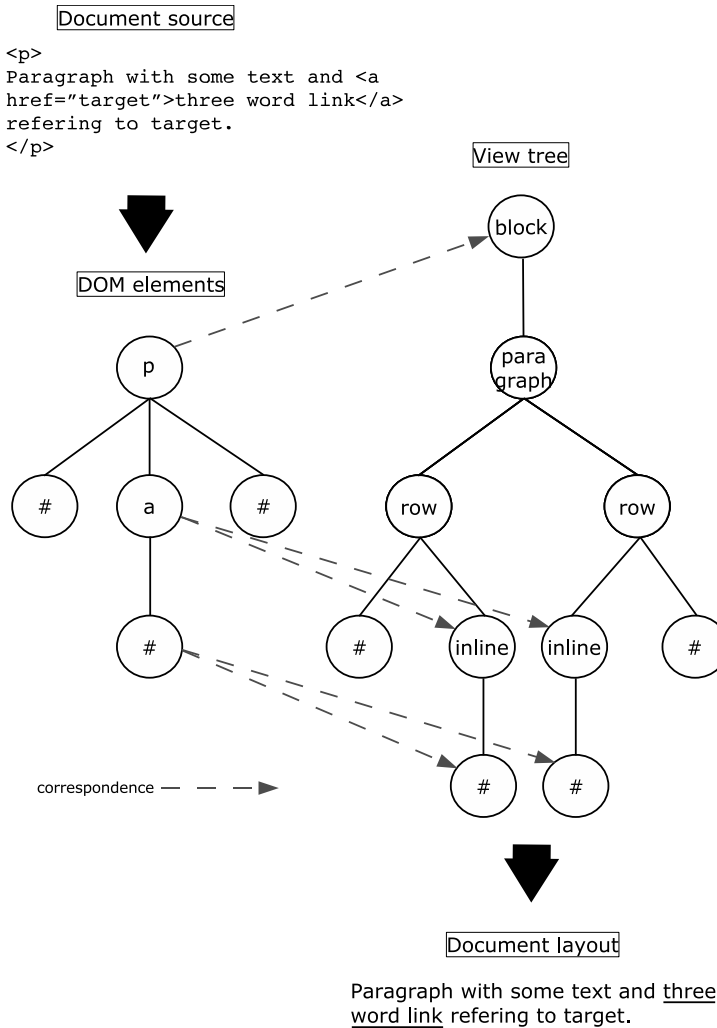 Document source
<p>
Paragraph with some text and <a
href=”target”>three word link</a>
refering to target.
</p>
View tree
block
DOM elements
p
para
graph
#
a
#
row
row
#
#
inline
inline
#
correspondence
#
#
Document layout
Paragraph with some text and three
word link refering to target.